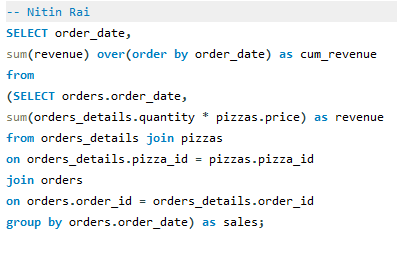 -- Nitin Rai
SELECT order_date,
sum(revenue) over(order by order_date) as cum_revenue
from
(SELECT orders.order_date,
sum(orders_details.quantity * pizzas.price) as revenue
from orders_details join pizzas
on orders_details.pizza_id = pizzas.pizza_id
join orders
on orders.order_id = orders_details.order_id
group by orders.order_date) as sales;